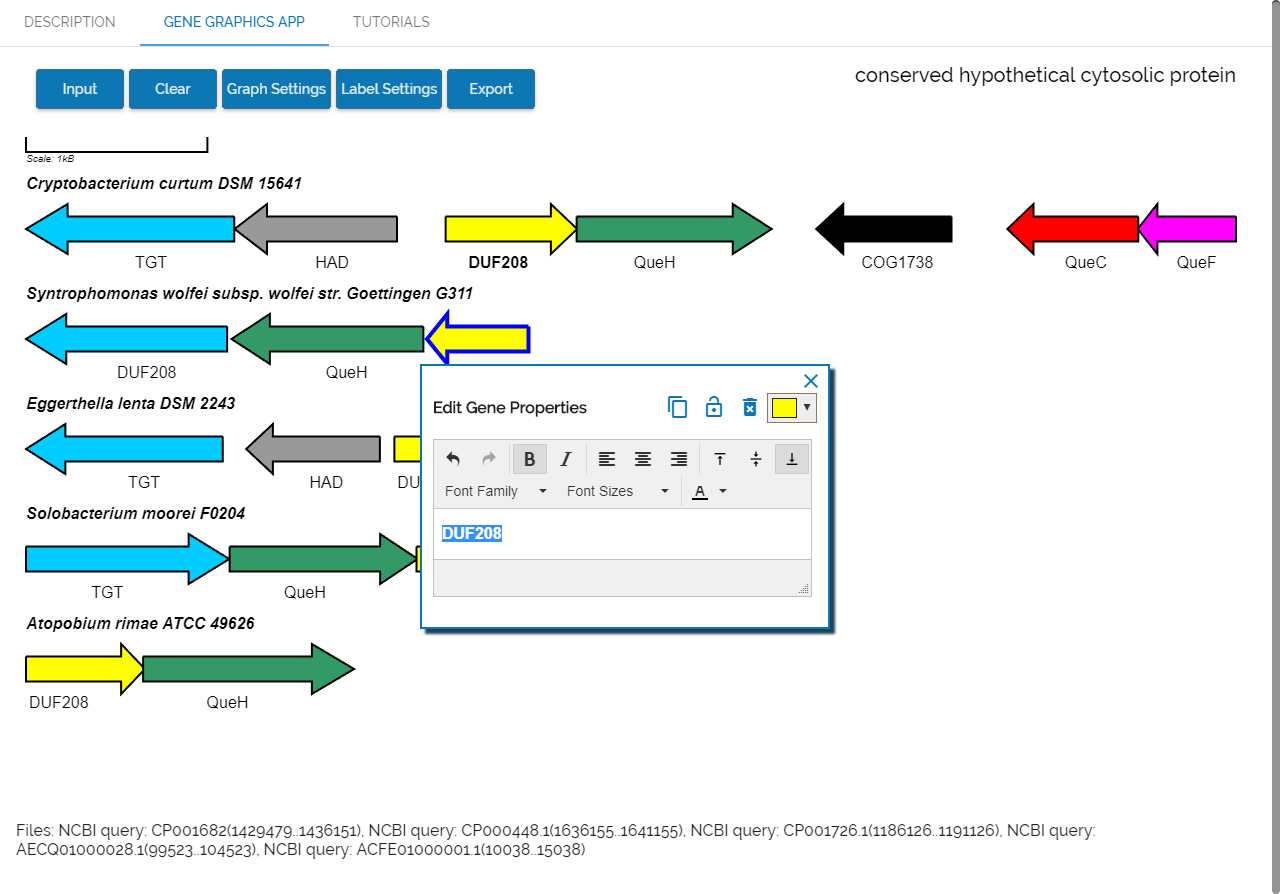 DESCRIPTION GENE GRAPHICS APP TUTORIALS
Input Clear Graph Settings Label Settings Export
conserved hypothetical cytosolic protein
Scale: 1kB
Cryptobacterium curtum DSM 15641
TGT HAD DUF208 QueH COG1738 QueC QueF
Syntrophomonas wolfei subsp. wolfei str. Goettingen G311
DUF208 QueH
Eggerthella lenta DSM 2243
TGT HAD DU
Solobacterium moorei F0204
TGT QueH
Atopobium rimae ATCC 49626
DUF208 QueH
Edit Gene Properties
B I
Font Family Font Sizes A
DUF208
Files: NCBI query: CP001682(1429479..1436151), NCBI query: CP000448.1(1636155..1641155), NCBI query: CP001726.1(1186126..1191126), NCBI query:
AECQ01000028.1(99523..104523), NCBI query: ACFE01000001.1(10038..15038)